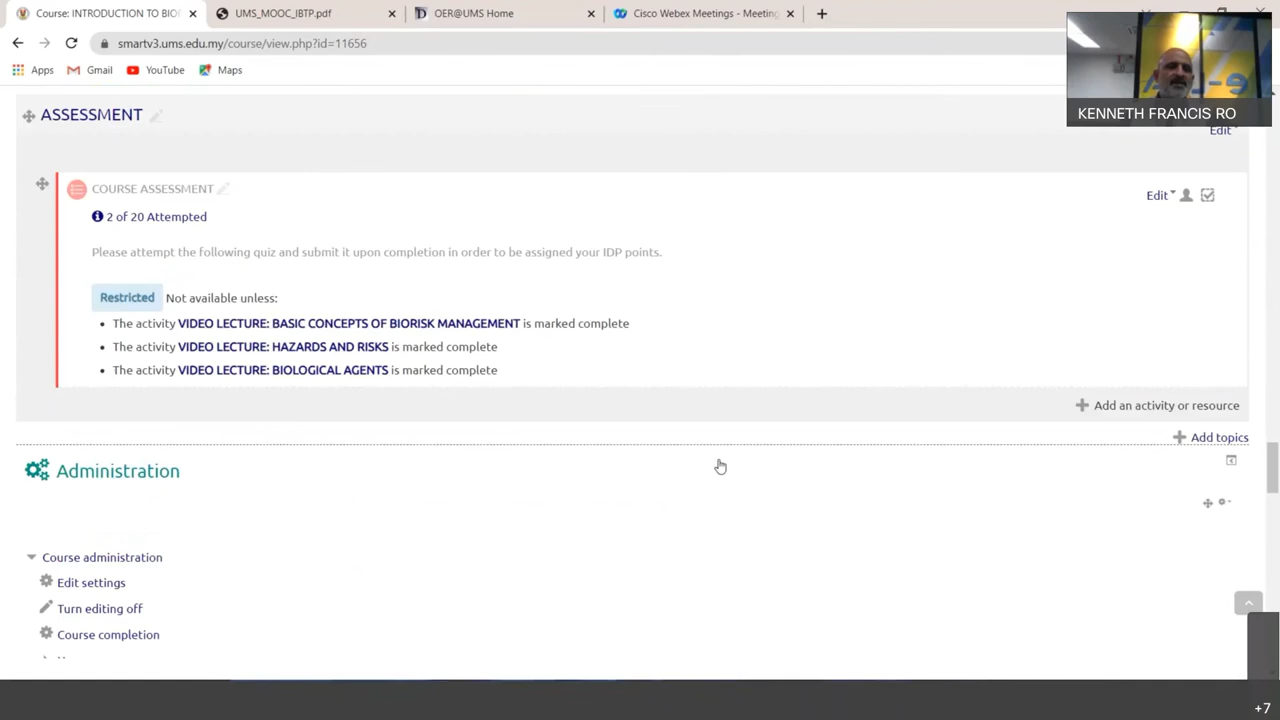 Course: INTRODUCTION TO BIO
UMS_MOOC_IBTP.pdf
OER@UMS Home
Cisco Webex Meetings - Meeting
smartv3.ums.edu.my/course/view.php?id=11656
Apps
Gmail
YouTube
Maps
KENNETH FRANCIS RO
ASSESSMENT
Edit
COURSE ASSESSMENT
Edit
2 of 20 Attempted
Please attempt the following quiz and submit it upon completion in order to be assigned your IDP points.
Restricted Not available unless:
• The activity VIDEO LECTURE: BASIC CONCEPTS OF BIORISK MANAGEMENT is marked complete
• The activity VIDEO LECTURE: HAZARDS AND RISKS is marked complete
• The activity VIDEO LECTURE: BIOLOGICAL AGENTS is marked complete
Add an activity or resource
Add topics
Administration
Course administration
Edit settings
Turn editing off
Course completion
+7